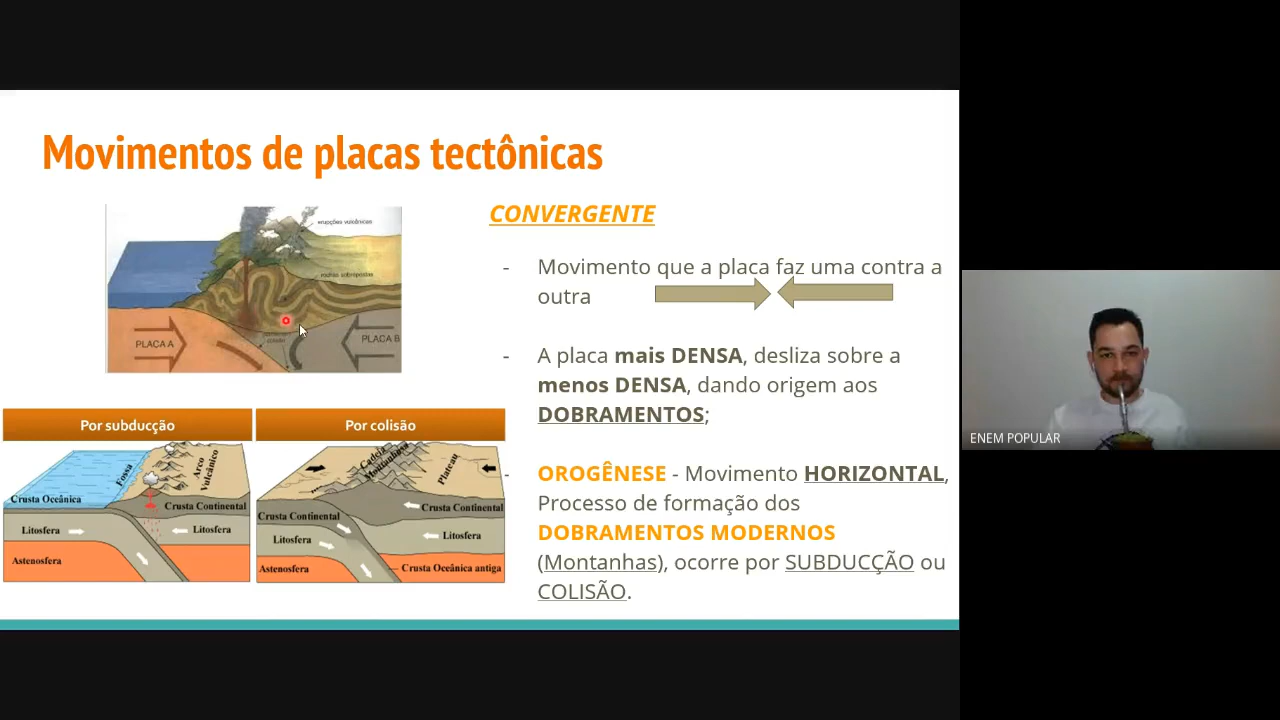 Movimentos de placas tectônicas
erupções vulcânicas
rochas sobrepostas
PLACA A
PLACA B
Por subducção
Por colisão
Fossa
Arco
Vulcânico
Crusta Oceânica
Crusta Continental
Litosfera
Litosfera
Astenosfera
Cadeia
Montanhosa
Plateau
Crusta Continental
Crusta Continental
Litosfera
Litosfera
Astenosfera
Crusta Oceânica antiga
CONVERGENTE
- Movimento que a placa faz uma contra a
outra
- A placa mais DENSA, desliza sobre a
menos DENSA, dando origem aos
DOBRAMENTOS;
- OROGÊNESE - Movimento HORIZONTAL,
Processo de formação dos
DOBRAMENTOS MODERNOS
(Montanhas), ocorre por SUBDUCÇÃO ou
COLISÃO.
ENEM POPULAR